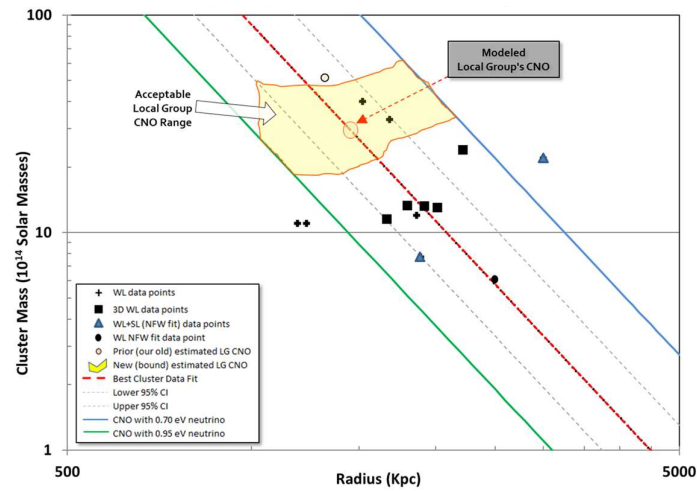 100
Modeled
Local Group's CNO
Acceptable
Local Group
CNO Range
10
Cluster Mass (10¹⁴ Solar Masses)
WL data points
3D WL data points
WL+SL (NFW fit) data points
WL NFW fit data point
Prior (our old) estimated LG CNO
New (bound) estimated LG CNO
Best Cluster Data Fit
Lower 95% CI
Upper 95% CI
CNO with 0.70 eV neutrino
CNO with 0.95 eV neutrino
1
500
Radius (Kpc)
5000